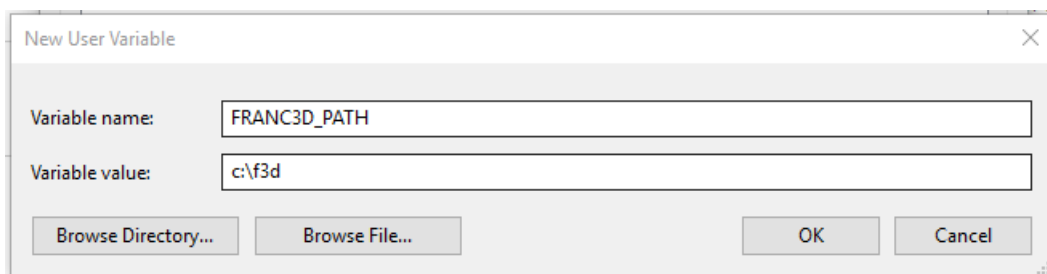 New User Variable
Variable name: FRANC3D_PATH
Variable value: c:\f3d
Browse Directory... Browse File... OK Cancel